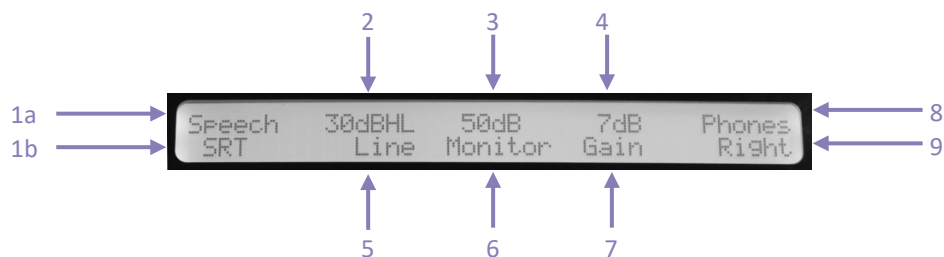 2 3 4
1a Speech 30dBHL 50dB 7dB Phones 8
1b SRT Line Monitor Gain Right 9
5 6 7